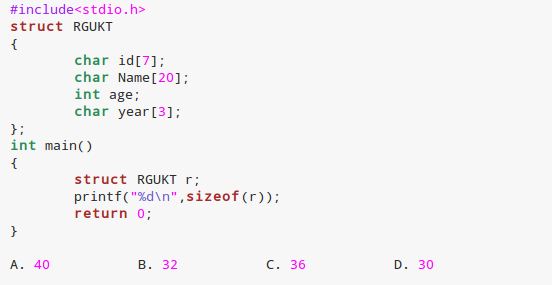 #include<stdio.h>
struct RGUKT
{
char id[7];
char Name[20];
int age;
char year[3];
};
int main()
{
struct RGUKT r;
printf("%d\n",sizeof(r));
return 0;
}
A. 40 B. 32 C. 36 D. 30